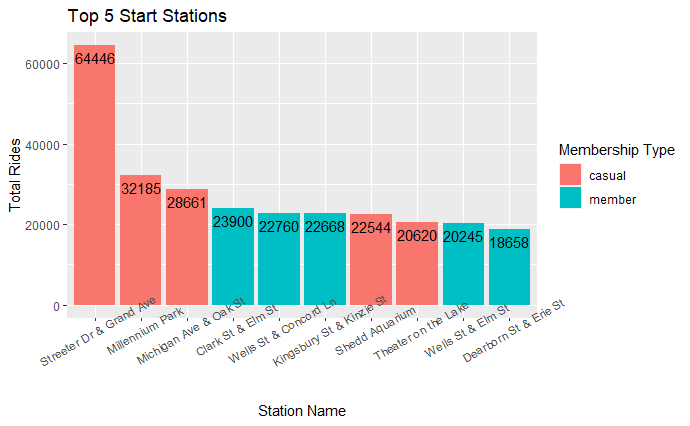 Top 5 Start Stations
Total Rides
60000
40000
20000
0
64446
32185
28661
23900
22760
22668
22544
20620
20245
18658
Streeter Dr & Grand Ave
Millennium Park
Michigan Ave & Oak St
Clark St & Elm St
Wells St & Concord Ln
Kingsbury St & Kinzie St
Shedd Aquarium
Theater on the Lake
Wells St & Elm St
Dearborn St & Erie St
Station Name
Membership Type
casual
member